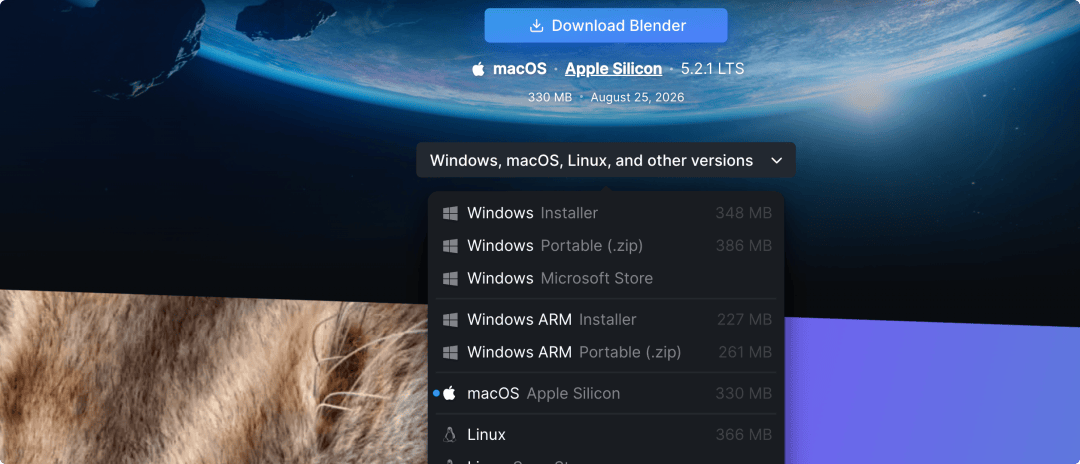 Download Blender
macOS · Apple Silicon · 5.2.1 LTS
330 MB · August 25, 2026
Windows, macOS, Linux, and other versions
Windows Installer 348 MB
Windows Portable (.zip) 386 MB
Windows Microsoft Store
Windows ARM Installer 227 MB
Windows ARM Portable (.zip) 261 MB
macOS Apple Silicon 330 MB
Linux 366 MB